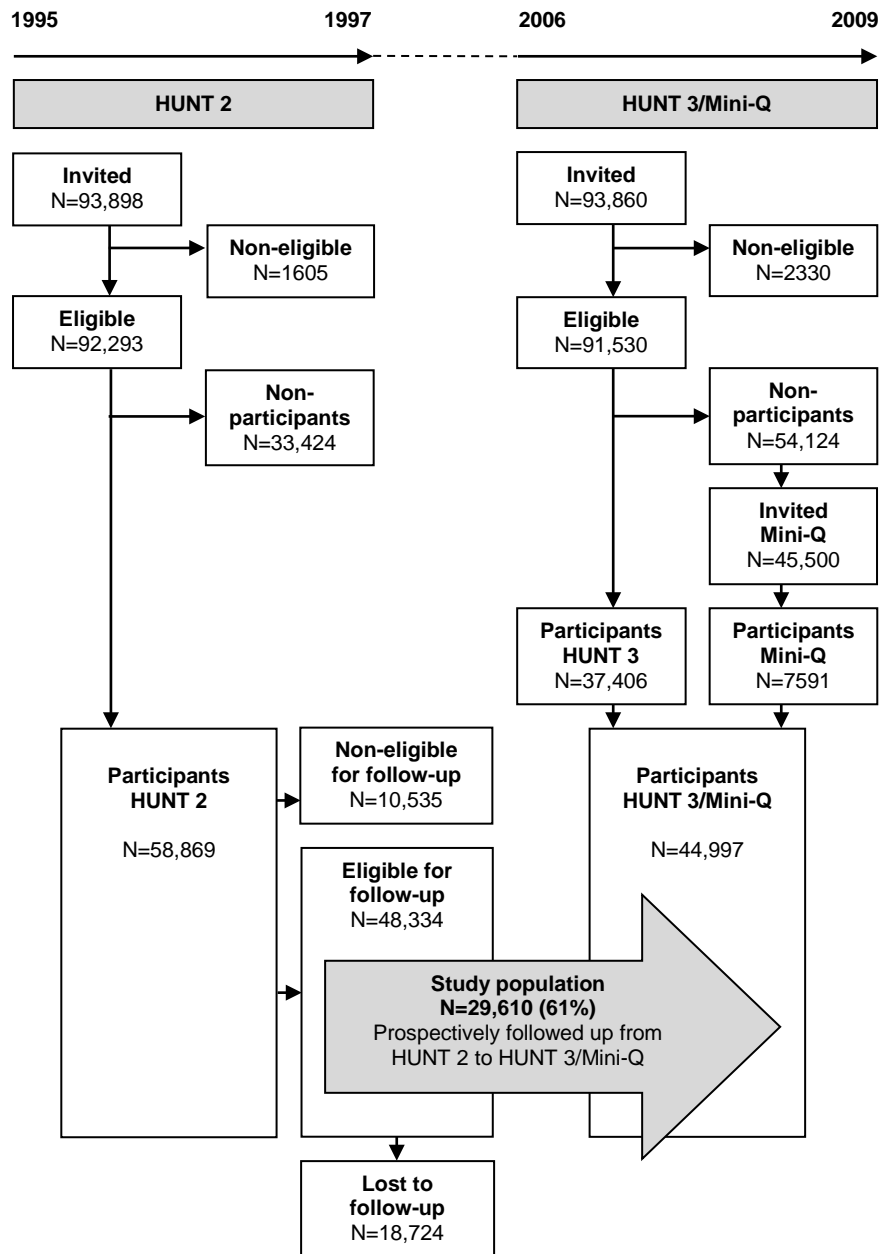 1995 1997 2006 2009
HUNT 2
HUNT 3/Mini-Q
Invited
N=93,898
Non-eligible
N=1605
Eligible
N=92,293
Non-
participants
N=33,424
Invited
N=93,860
Non-eligible
N=2330
Eligible
N=91,530
Non-
participants
N=54,124
Invited
Mini-Q
N=45,500
Participants
HUNT 3
N=37,406
Participants
Mini-Q
N=7591
Participants
HUNT 2
N=58,869
Non-eligible
for follow-up
N=10,535
Eligible for
follow-up
N=48,334
Participants
HUNT 3/Mini-Q
N=44,997
Study population
N=29,610 (61%)
Prospectively followed up from
HUNT 2 to HUNT 3/Mini-Q
Lost to
follow-up
N=18,724